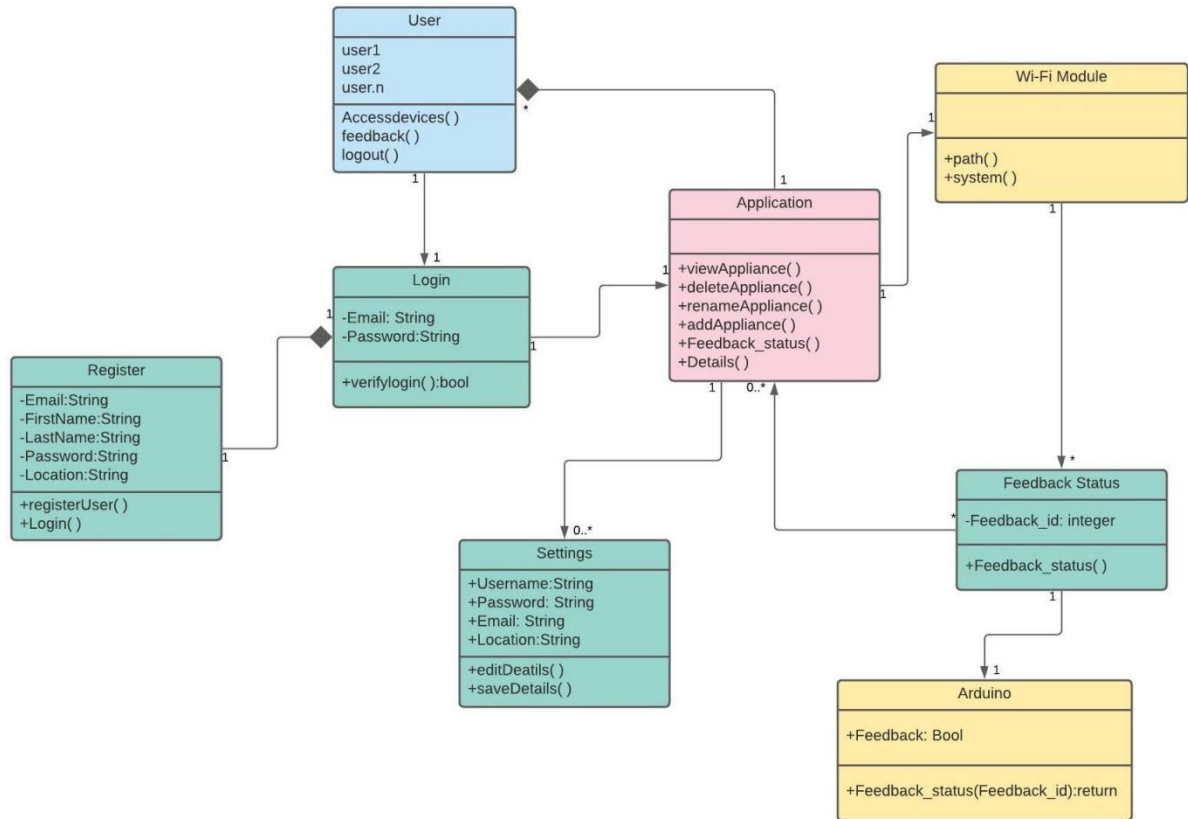 User
user1
user2
user.n
Accessdevices( )
feedback( )
logout( )
*
1
1
1
Wi-Fi Module
+path( )
+system( )
1
1
Application
+viewAppliance( )
+deleteAppliance( )
+renameAppliance( )
+addAppliance( )
+Feedback_status( )
+Details( )
1
1
1
0..*
Login
-Email: String
-Password:String
+verifylogin( ):bool
1
1
Register
-Email:String
-FirstName:String
-LastName:String
-Password:String
-Location:String
+registerUser( )
+Login( )
1
*
Feedback Status
-Feedback_id: integer
+Feedback_status( )
*
1
0..*
Settings
+Username:String
+Password: String
+Email: String
+Location:String
+editDeatils( )
+saveDetails( )
1
Arduino
+Feedback: Bool
+Feedback_status(Feedback_id):return